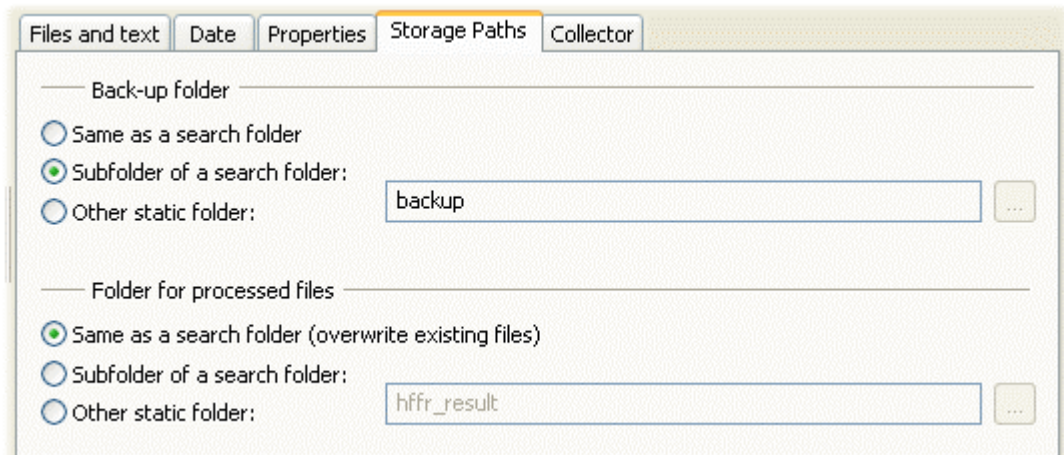 Files and text Date Properties Storage Paths Collector
Back-up folder
Same as a search folder
Subfolder of a search folder:
backup ...
Other static folder:
Folder for processed files
Same as a search folder (overwrite existing files)
Subfolder of a search folder:
hffr_result ...
Other static folder: